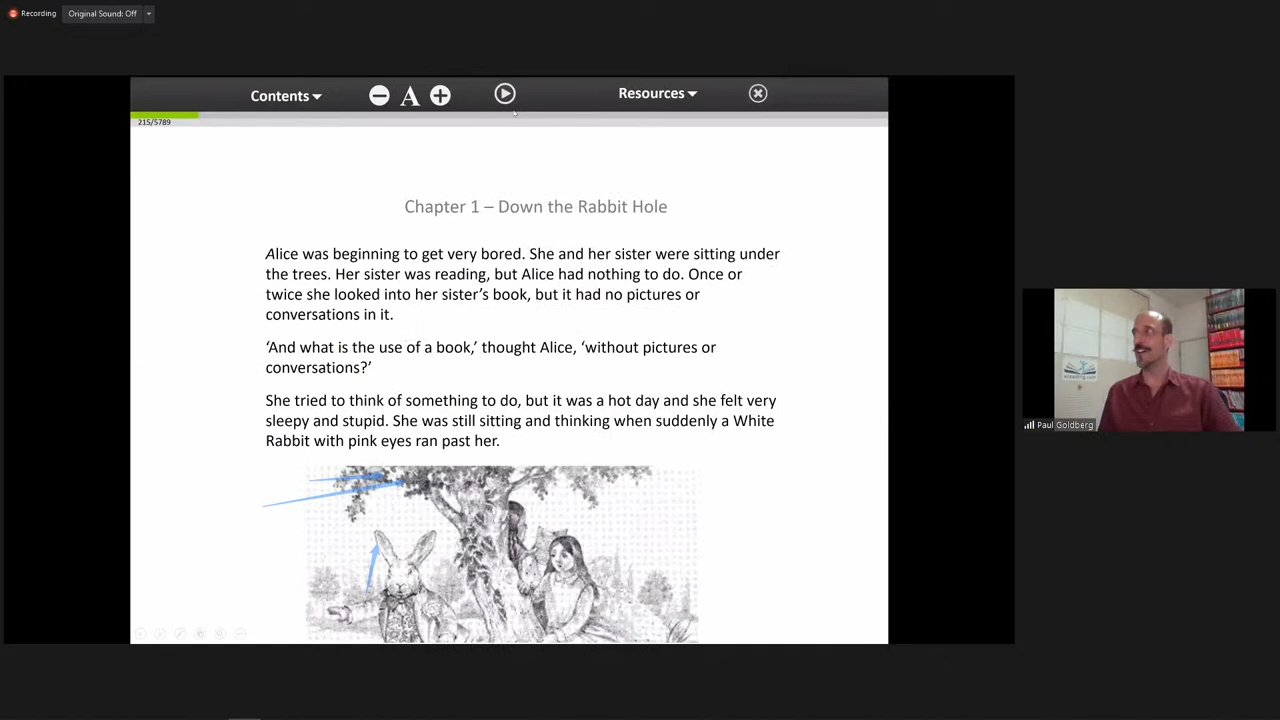 Recording
Original Sound: Off
Contents
A
Resources
215/5789
Chapter 1 – Down the Rabbit Hole
Alice was beginning to get very bored. She and her sister were sitting under
the trees. Her sister was reading, but Alice had nothing to do. Once or
twice she looked into her sister’s book, but it had no pictures or
conversations in it.
‘And what is the use of a book,’ thought Alice, ‘without pictures or
conversations?’
She tried to think of something to do, but it was a hot day and she felt very
sleepy and stupid. She was still sitting and thinking when suddenly a White
Rabbit with pink eyes ran past her.
Paul Goldberg